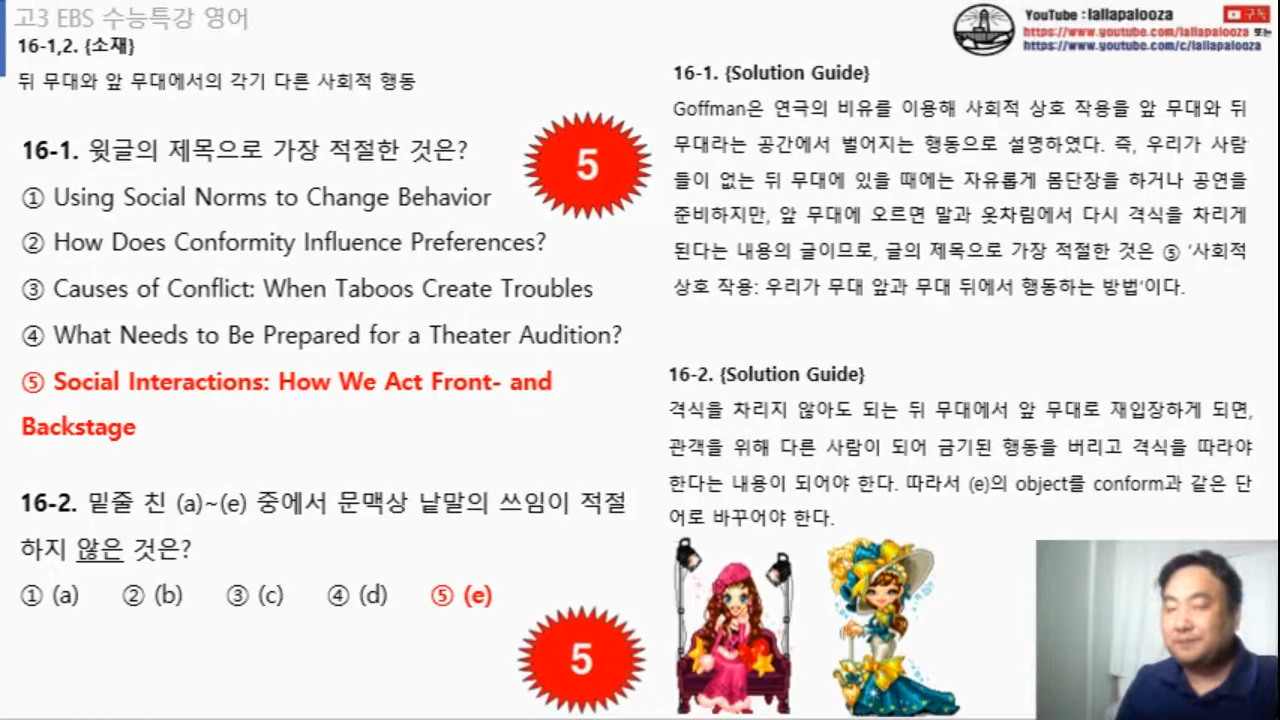 고3 EBS 수능특강 영어
16-1,2. {소재}
뒤 무대와 앞 무대에서의 각기 다른 사회적 행동
16-1. 윗글의 제목으로 가장 적절한 것은?
① Using Social Norms to Change Behavior
② How Does Conformity Influence Preferences?
③ Causes of Conflict: When Taboos Create Troubles
④ What Needs to Be Prepared for a Theater Audition?
⑤ Social Interactions: How We Act Front- and
Backstage
5
16-2. 밑줄 친 (a)~(e) 중에서 문맥상 낱말의 쓰임이 적절
하지 않은 것은?
① (a) ② (b) ③ (c) ④ (d) ⑤ (e)
5
YouTube : lallapalooza
구독
https://www.youtube.com/lallapalooza 또는
https://www.youtube.com/c/lallapalooza
16-1. {Solution Guide}
Goffman은 연극의 비유를 이용해 사회적 상호 작용을 앞 무대와 뒤
무대라는 공간에서 벌어지는 행동으로 설명하였다. 즉, 우리가 사람
들이 없는 뒤 무대에 있을 때에는 자유롭게 몸단장을 하거나 공연을
준비하지만, 앞 무대에 오르면 말과 옷차림에서 다시 격식을 차리게
된다는 내용의 글이므로, 글의 제목으로 가장 적절한 것은 ⑤ ‘사회적
상호 작용: 우리가 무대 앞과 무대 뒤에서 행동하는 방법’이다.
16-2. {Solution Guide}
격식을 차리지 않아도 되는 뒤 무대에서 앞 무대로 재입장하게 되면,
관객을 위해 다른 사람이 되어 금기된 행동을 버리고 격식을 따라야
한다는 내용이 되어야 한다. 따라서 (e)의 object를 conform과 같은 단
어로 바꾸어야 한다.